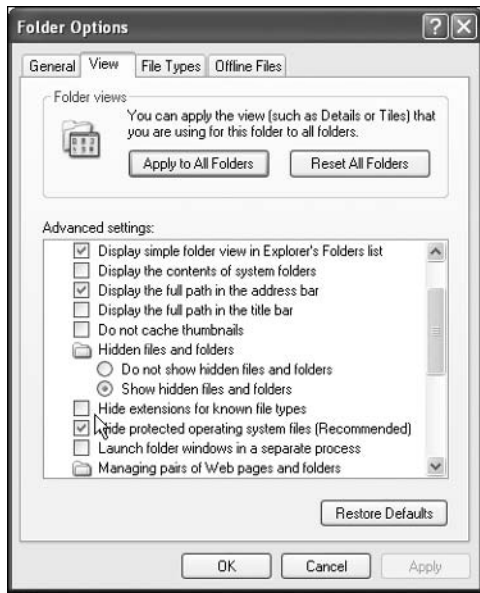 Folder Options
General View File Types Offline Files
Folder views
You can apply the view (such as Details or Tiles) that
you are using for this folder to all folders.
Apply to All Folders Reset All Folders
Advanced settings:
Display simple folder view in Explorer's Folders list
Display the contents of system folders
Display the full path in the address bar
Display the full path in the title bar
Do not cache thumbnails
Hidden files and folders
Do not show hidden files and folders
Show hidden files and folders
Hide extensions for known file types
Hide protected operating system files (Recommended)
Launch folder windows in a separate process
Managing pairs of Web pages and folders
Restore Defaults
OK Cancel Apply